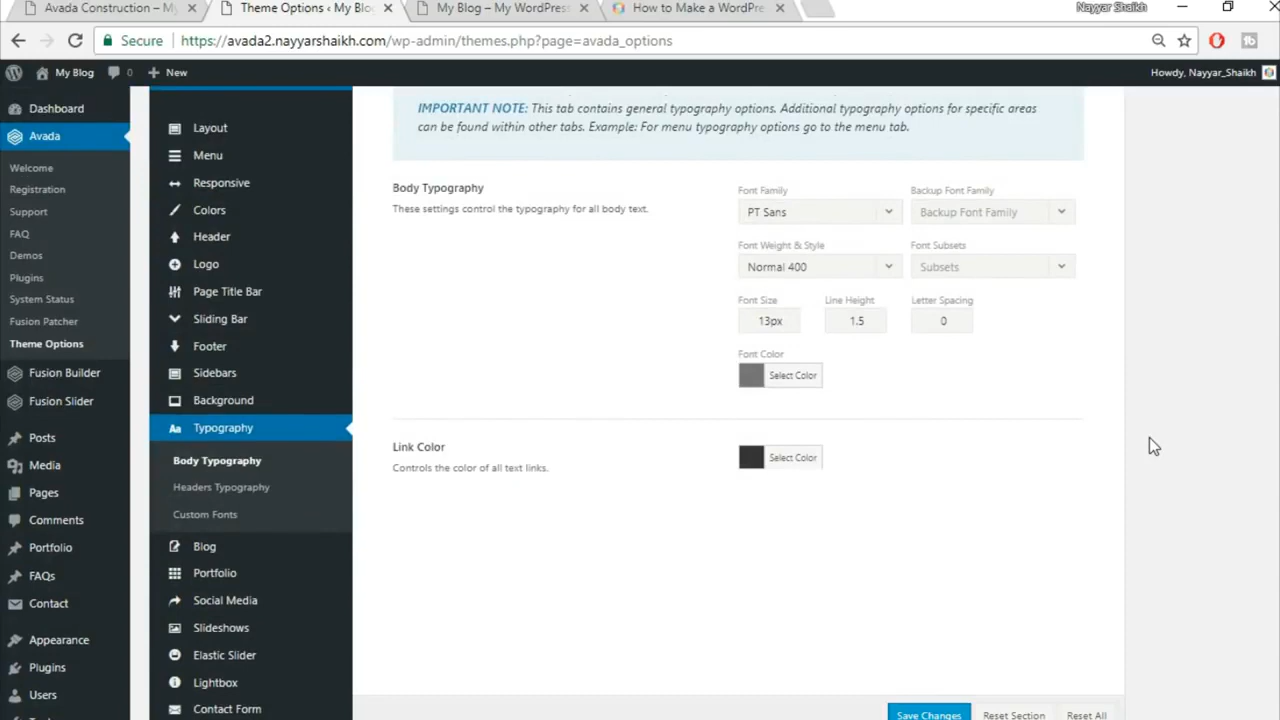 Avada Construction – My
Theme Options ‹ My Blo
My Blog – My WordPress
How to Make a WordPre
Nayyar Shaikh
Secure
https://avada2.nayyarshaikh.com/wp-admin/themes.php?page=avada_options
My Blog
0
New
Howdy, Nayyar_Shaikh
Dashboard
Avada
Welcome
Registration
Support
FAQ
Demos
Plugins
System Status
Fusion Patcher
Theme Options
Fusion Builder
Fusion Slider
Posts
Media
Pages
Comments
Portfolio
FAQs
Contact
Appearance
Plugins
Users
Layout
Menu
Responsive
Colors
Header
Logo
Page Title Bar
Sliding Bar
Footer
Sidebars
Background
Aa Typography
Body Typography
Headers Typography
Custom Fonts
Blog
Portfolio
Social Media
Slideshows
Elastic Slider
Lightbox
Contact Form
IMPORTANT NOTE: This tab contains general typography options. Additional typography options for specific areas
can be found within other tabs. Example: For menu typography options go to the menu tab.
Body Typography
These settings control the typography for all body text.
Font Family
Backup Font Family
PT Sans
Backup Font Family
Font Weight & Style
Font Subsets
Normal 400
Subsets
Font Size
Line Height
Letter Spacing
13px
1.5
0
Font Color
Select Color
Link Color
Controls the color of all text links.
Select Color
Save Changes
Reset Section
Reset All